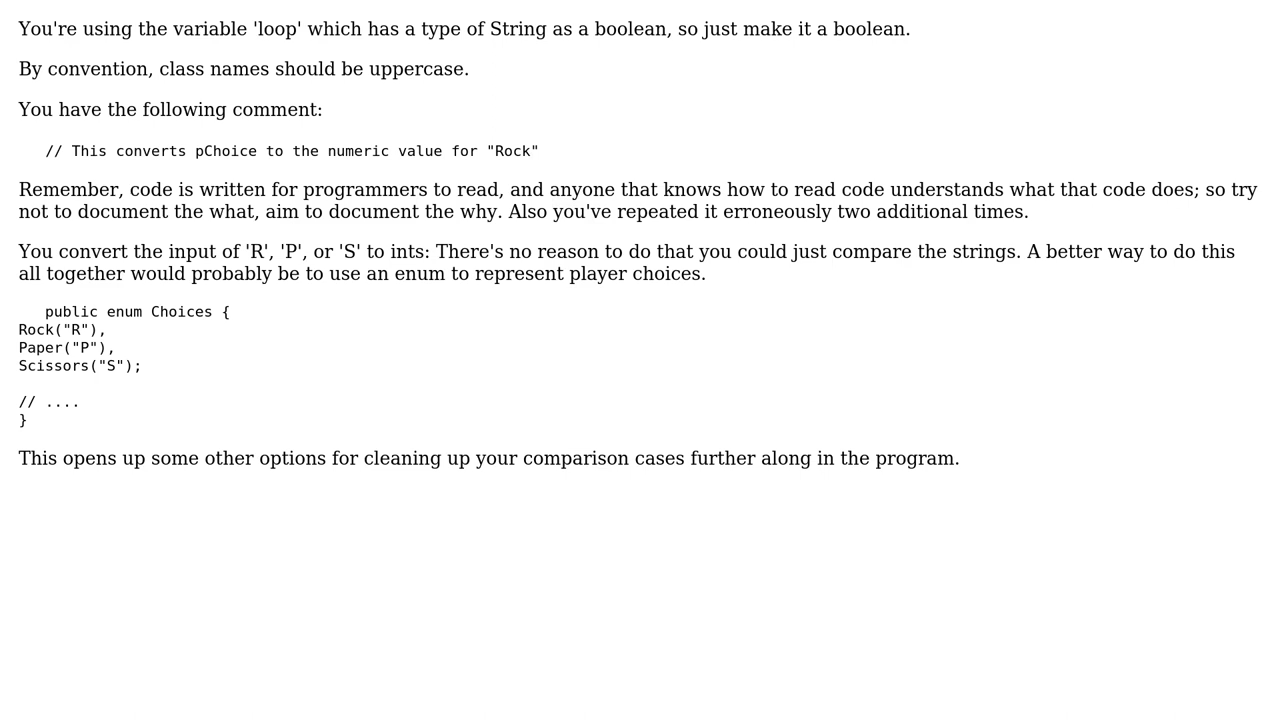 You're using the variable 'loop' which has a type of String as a boolean, so just make it a boolean.
By convention, class names should be uppercase.
You have the following comment:
// This converts pChoice to the numeric value for "Rock"
Remember, code is written for programmers to read, and anyone that knows how to read code understands what that code does; so try
not to document the what, aim to document the why. Also you've repeated it erroneously two additional times.
You convert the input of 'R', 'P', or 'S' to ints: There's no reason to do that you could just compare the strings. A better way to do this
all together would probably be to use an enum to represent player choices.
public enum Choices {
Rock("R"),
Paper("P"),
Scissors("S");
// ....
}
This opens up some other options for cleaning up your comparison cases further along in the program.